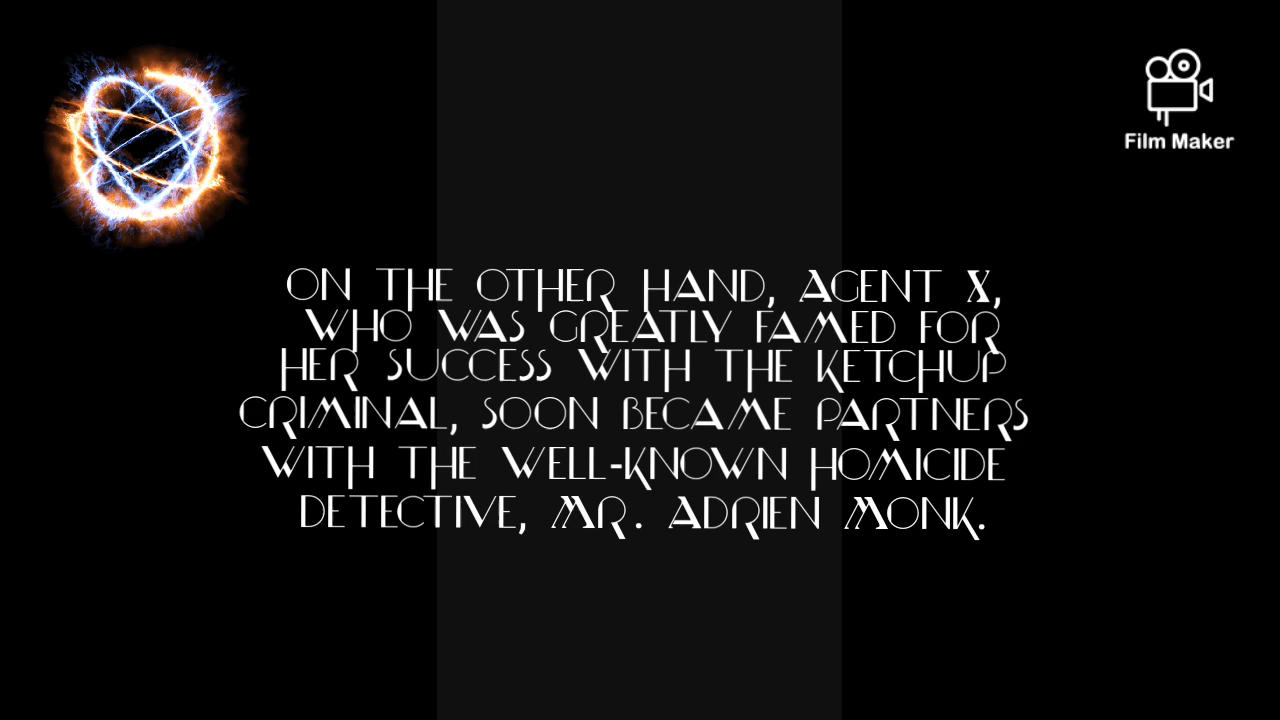 Film Maker
ON THE OTHER HAND, AGENT X,
WHO WAS GREATLY FAMED FOR
HER SUCCESS WITH THE KETCHUP
CRIMINAL, SOON BECAME PARTNERS
WITH THE WELL-KNOWN HOMICIDE
DETECTIVE, MR. ADRIEN MONK.